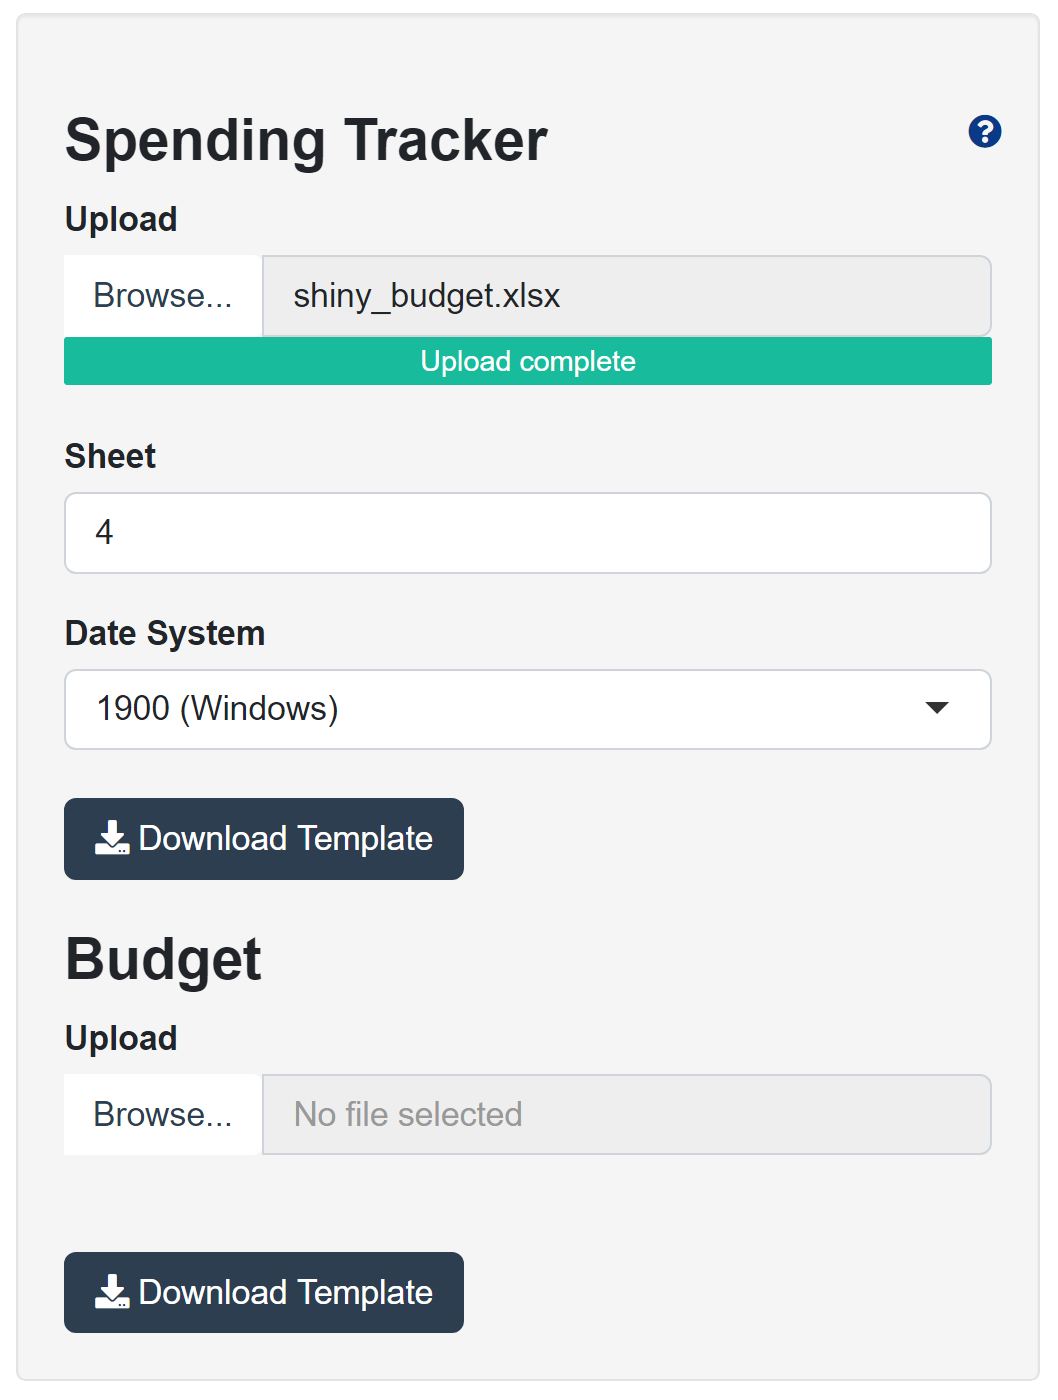 Spending Tracker
Upload
Browse... shiny_budget.xlsx
Upload complete
Sheet
4
Date System
1900 (Windows)
Download Template
Budget
Upload
Browse... No file selected
Download Template